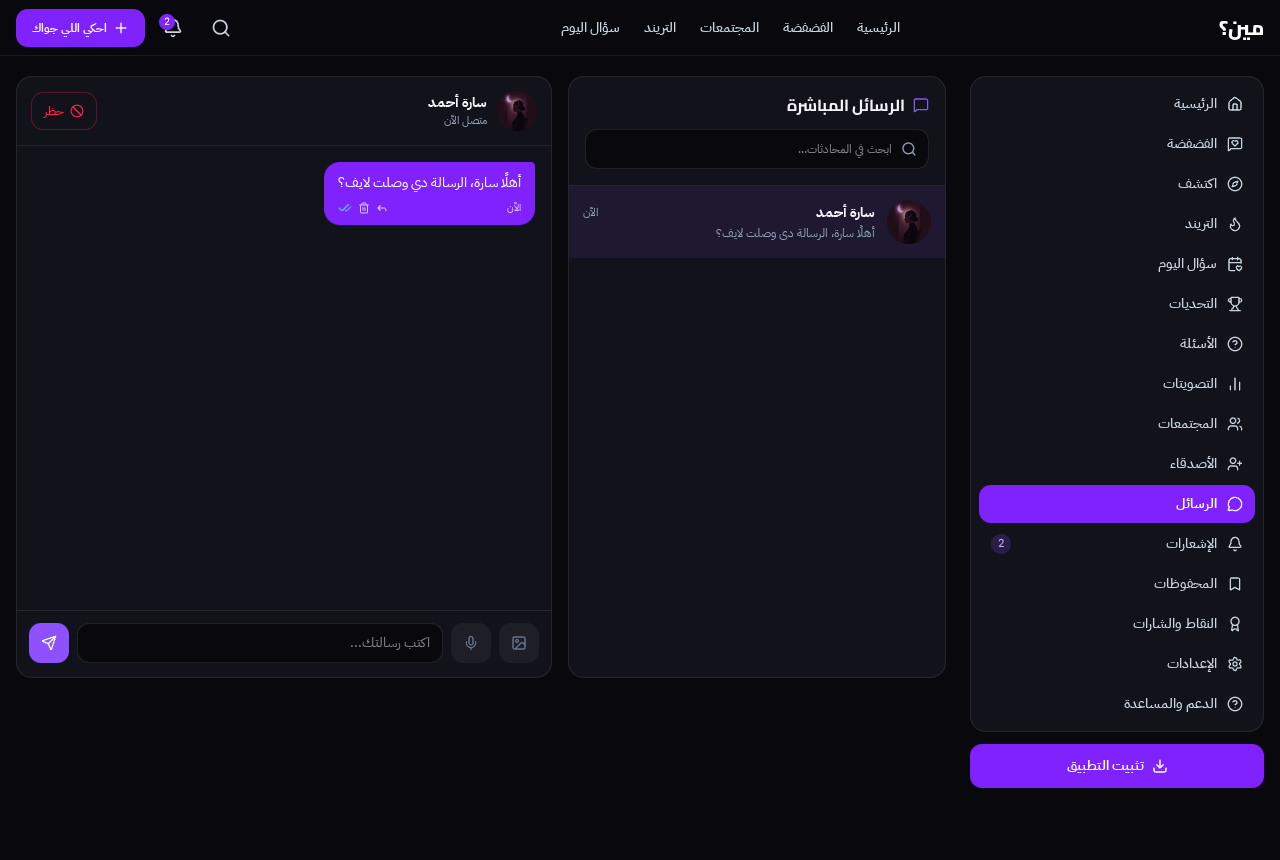 مين؟
الرئيسية
الفضفضة
المجتمعات
التريند
سؤال اليوم
2
احكي اللي جواك
الرئيسية
الفضفضة
اكتشف
التريند
سؤال اليوم
التحديات
الأسئلة
التصويتات
المجتمعات
الأصدقاء
الرسائل
الإشعارات
2
المحفوظات
النقاط والشارات
الإعدادات
الدعم والمساعدة
تثبيت التطبيق
الرسائل المباشرة
ابحث في المحادثات...
سارة أحمد
الآن
أهلًا سارة، الرسالة دي وصلت لايف؟
سارة أحمد
متصل الآن
حظر
أهلًا سارة، الرسالة دي وصلت لايف؟
الآن
اكتب رسالتك...